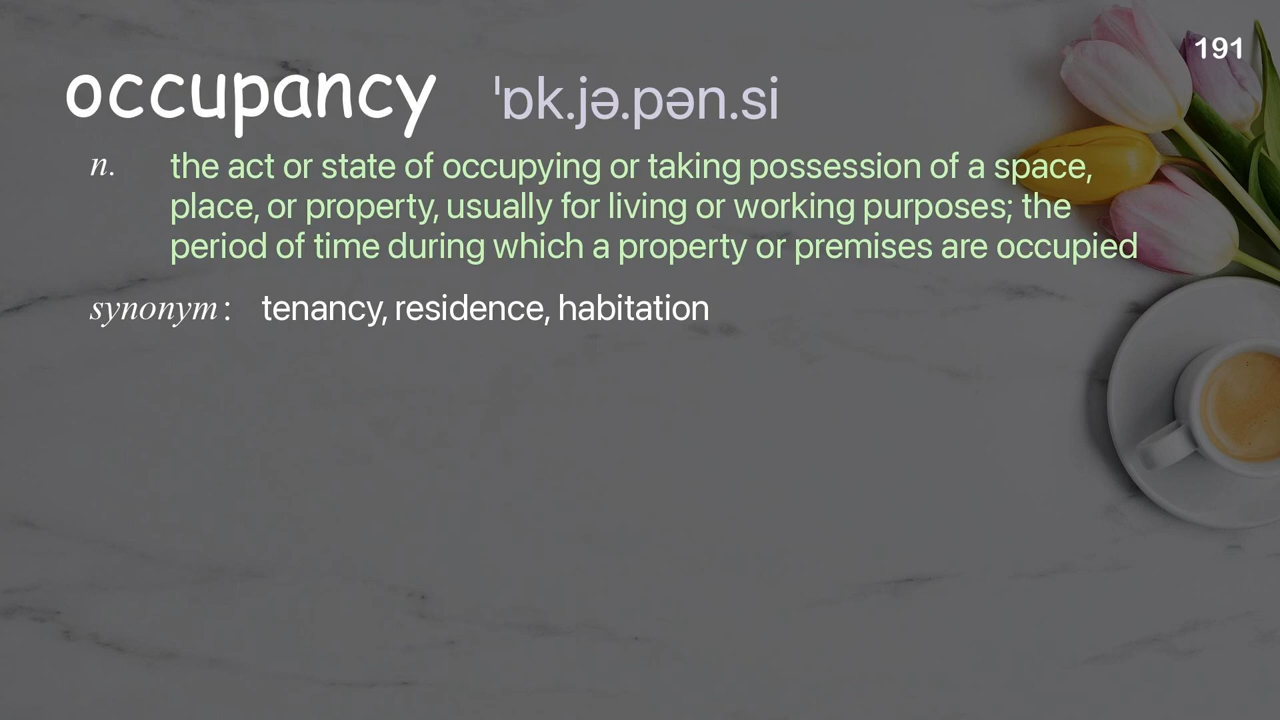 191
occupancy ˈɒk.jə.pən.si
n. the act or state of occupying or taking possession of a space,
place, or property, usually for living or working purposes; the
period of time during which a property or premises are occupied
synonym: tenancy, residence, habitation